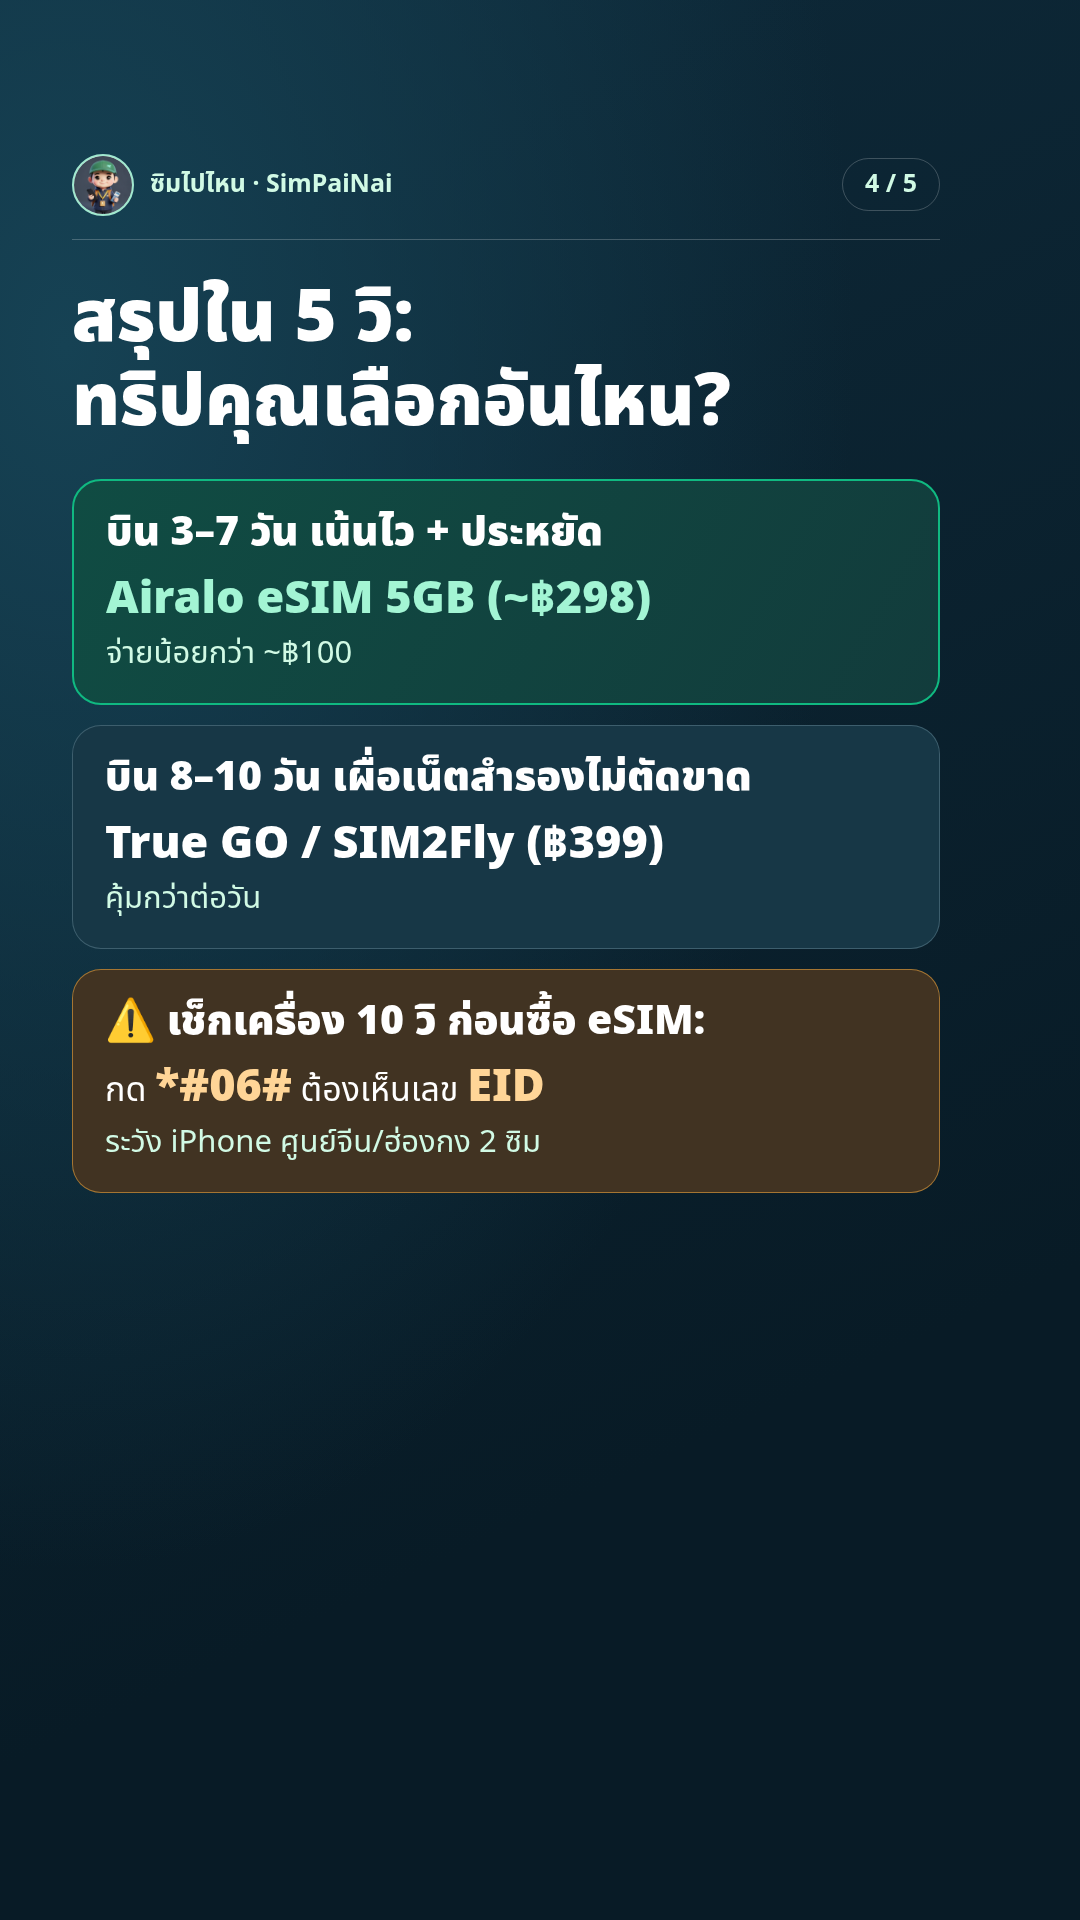 ซิมไปไหน · SimPaiNai
4 / 5
สรุปใน 5 วิ:
ทริปคุณเลือกอันไหน?
บิน 3–7 วัน เน้นไว + ประหยัด
Airalo eSIM 5GB (~฿298)
จ่ายน้อยกว่า ~฿100
บิน 8–10 วัน เผื่อเน็ตสำรองไม่ตัดขาด
True GO / SIM2Fly (฿399)
คุ้มกว่าต่อวัน
⚠️ เช็กเครื่อง 10 วิ ก่อนซื้อ eSIM:
กด *#06# ต้องเห็นเลข EID
ระวัง iPhone ศูนย์จีน/ฮ่องกง 2 ซิม